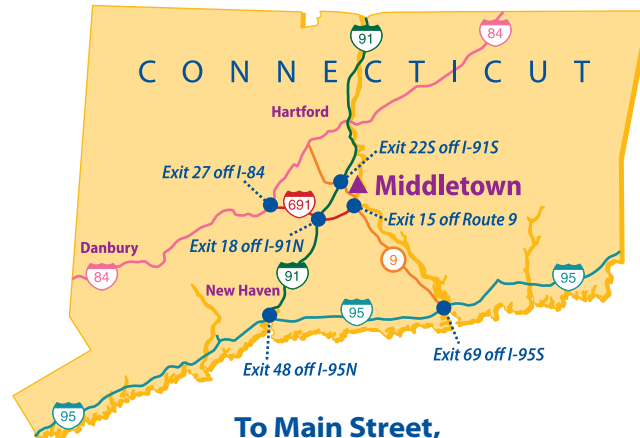 91
84
CONNECTICUT
Hartford
Exit 22S off I-91S
Exit 27 off I-84
Middletown
691
Exit 15 off Route 9
Exit 18 off I-91N
Danbury
9
84
91
New Haven
95
95
Exit 69 off I-95S
Exit 48 off I-95N
95
To Main Street,